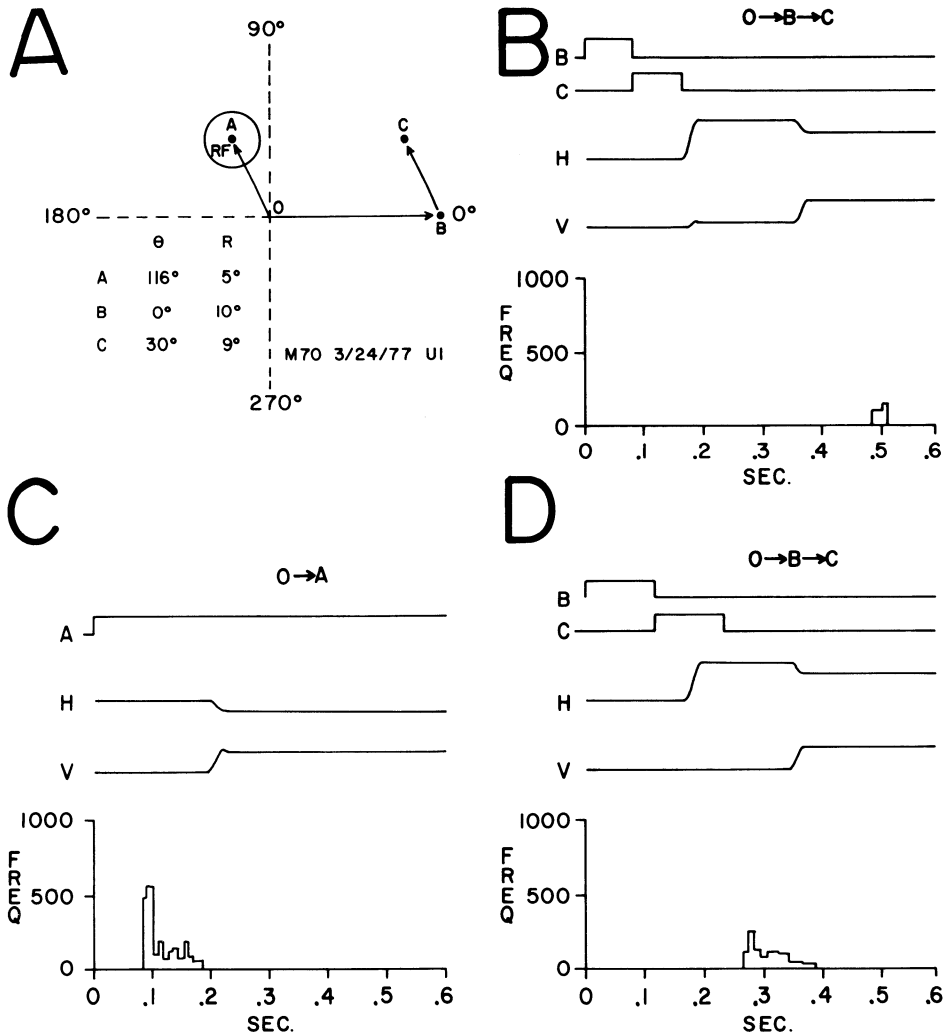 A
90°
A
RF
C
180°
O
0°
B
θ R
A 116° 5°
B 0° 10°
C 30° 9°
M70 3/24/77 U1
270°
B
O→B→C
B
C
H
V
1000
500
0
FREQ
0 .1 .2 .3 .4 .5 .6
SEC.
C
O→A
A
H
V
1000
500
0
FREQ
0 .1 .2 .3 .4 .5 .6
SEC.
D
O→B→C
B
C
H
V
1000
500
0
FREQ
0 .1 .2 .3 .4 .5 .6
SEC.